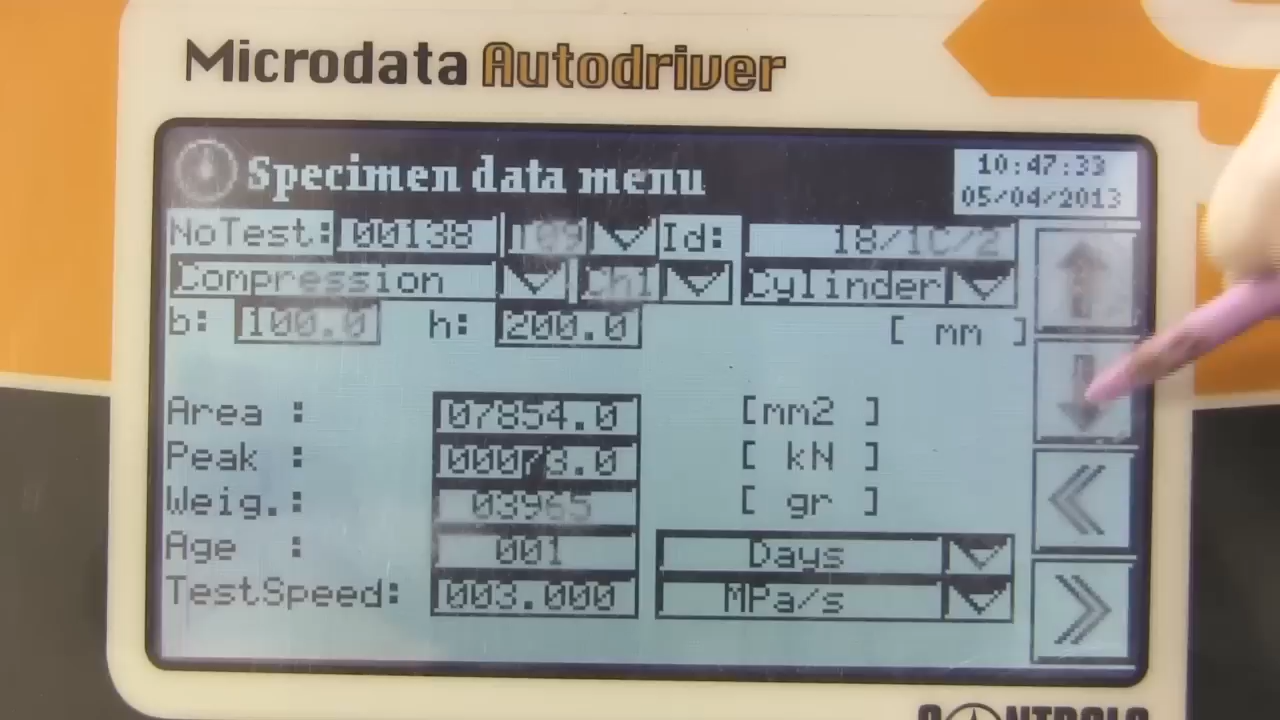 Microdata Autodriver
Specimen data menu
10:47:33
05/04/2013
NoTest: 00138 Id: 18/1C/2
Compression Ch1 Cylinder
b: 100.0 h: 200.0 [ mm ]
Area : 07854.0 [mm2 ]
Peak : 00073.0 [ kN ]
Weig.: 03965 [ gr ]
Age : 001 Days
TestSpeed: 003.000 MPa/s
CONTROLS